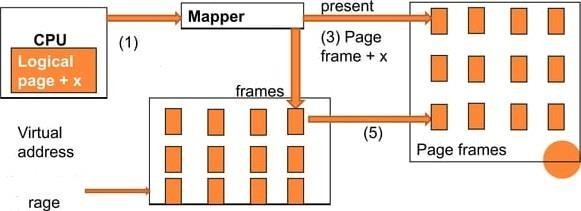 CPU
Logical
page + x
(1)
Mapper
present
(3) Page
frame + x
frames
(5)
Page frames
Virtual
address
rage